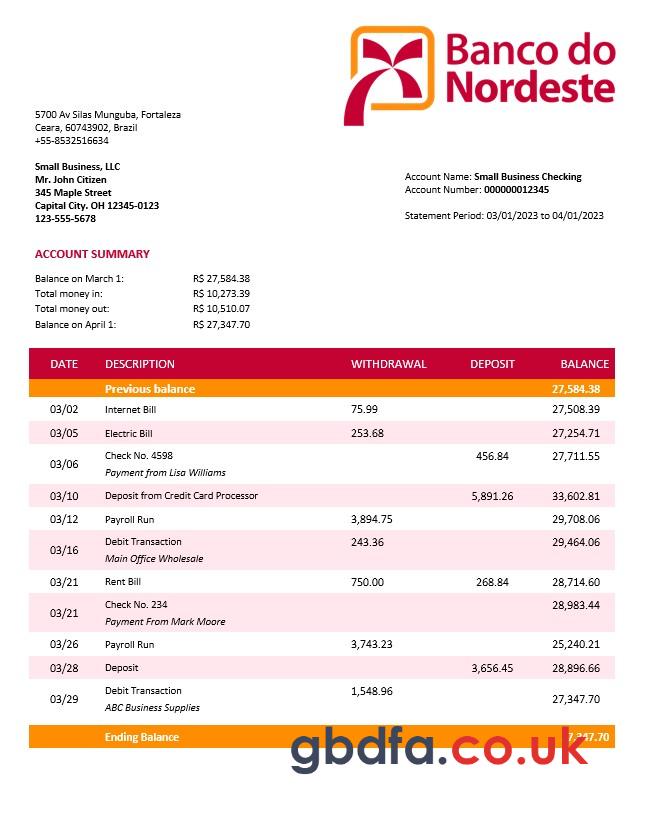 Banco do
Nordeste
5700 Av Silas Munguba, Fortaleza
Ceara, 60743902, Brazil
+55-8532516634
Small Business, LLC
Mr. John Citizen
345 Maple Street
Capital City. OH 12345-0123
123-555-5678
Account Name: Small Business Checking
Account Number: 000000012345
Statement Period: 03/01/2023 to 04/01/2023
ACCOUNT SUMMARY
Balance on March 1: R$ 27,584.38
Total money in: R$ 10,273.39
Total money out: R$ 10,510.07
Balance on April 1: R$ 27,347.70
DATE DESCRIPTION WITHDRAWAL DEPOSIT BALANCE
Previous balance 27,584.38
03/02 Internet Bill 75.99 27,508.39
03/05 Electric Bill 253.68 27,254.71
03/06 Check No. 4598 456.84 27,711.55
Payment from Lisa Williams
03/10 Deposit from Credit Card Processor 5,891.26 33,602.81
03/12 Payroll Run 3,894.75 29,708.06
03/16 Debit Transaction 243.36 29,464.06
Main Office Wholesale
03/21 Rent Bill 750.00 268.84 28,714.60
03/21 Check No. 234 28,983.44
Payment From Mark Moore
03/26 Payroll Run 3,743.23 25,240.21
03/28 Deposit 3,656.45 28,896.66
03/29 Debit Transaction 1,548.96 27,347.70
ABC Business Supplies
Ending Balance
gbdfa.co.uk